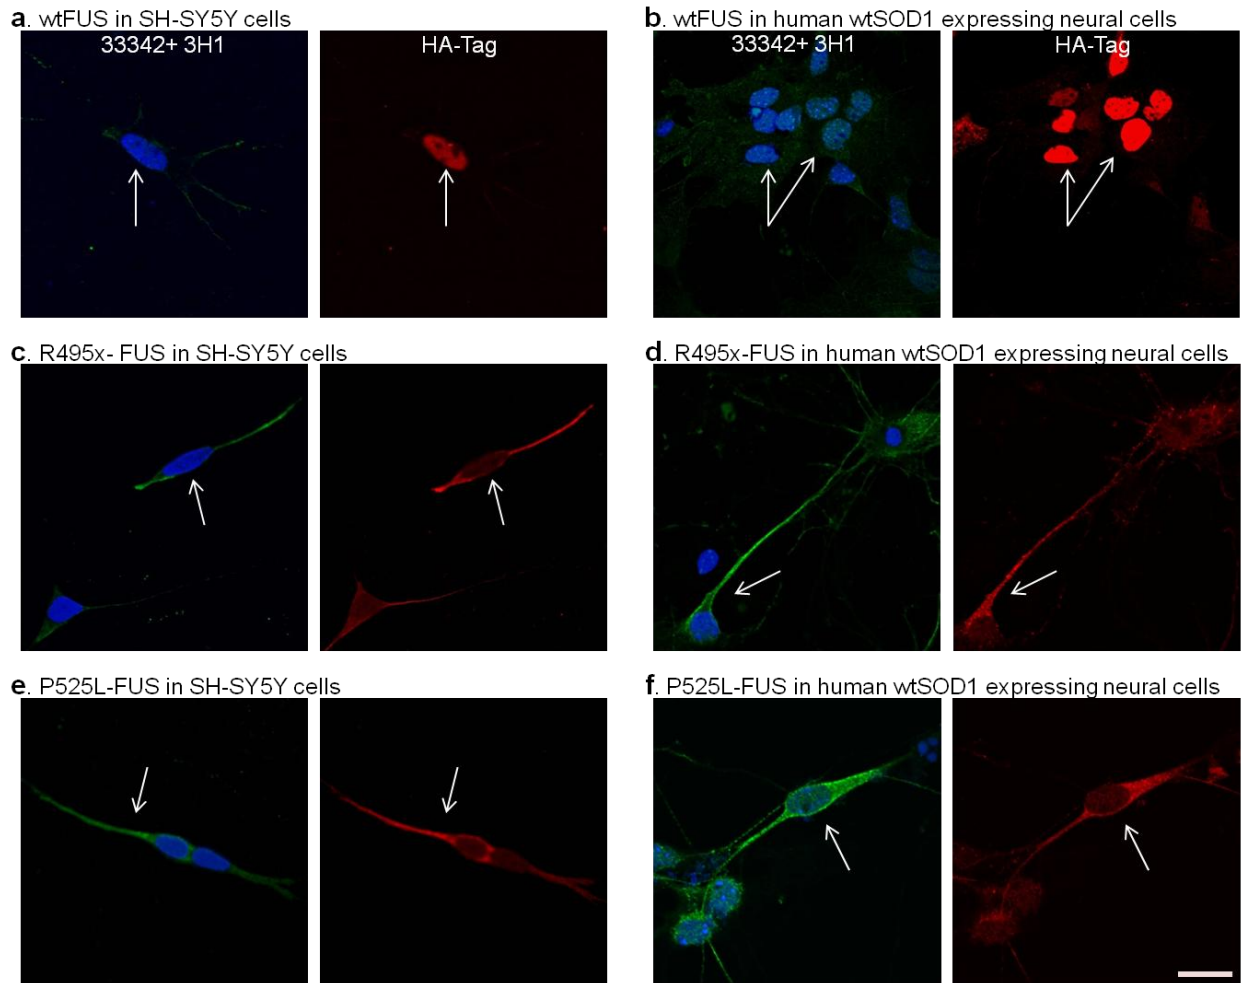 a. wtFUS in SH-SY5Y cells
33342+ 3H1
HA-Tag
b. wtFUS in human wtSOD1 expressing neural cells
33342+ 3H1
HA-Tag
c. R495x- FUS in SH-SY5Y cells
d. R495x-FUS in human wtSOD1 expressing neural cells
e. P525L-FUS in SH-SY5Y cells
f. P525L-FUS in human wtSOD1 expressing neural cells